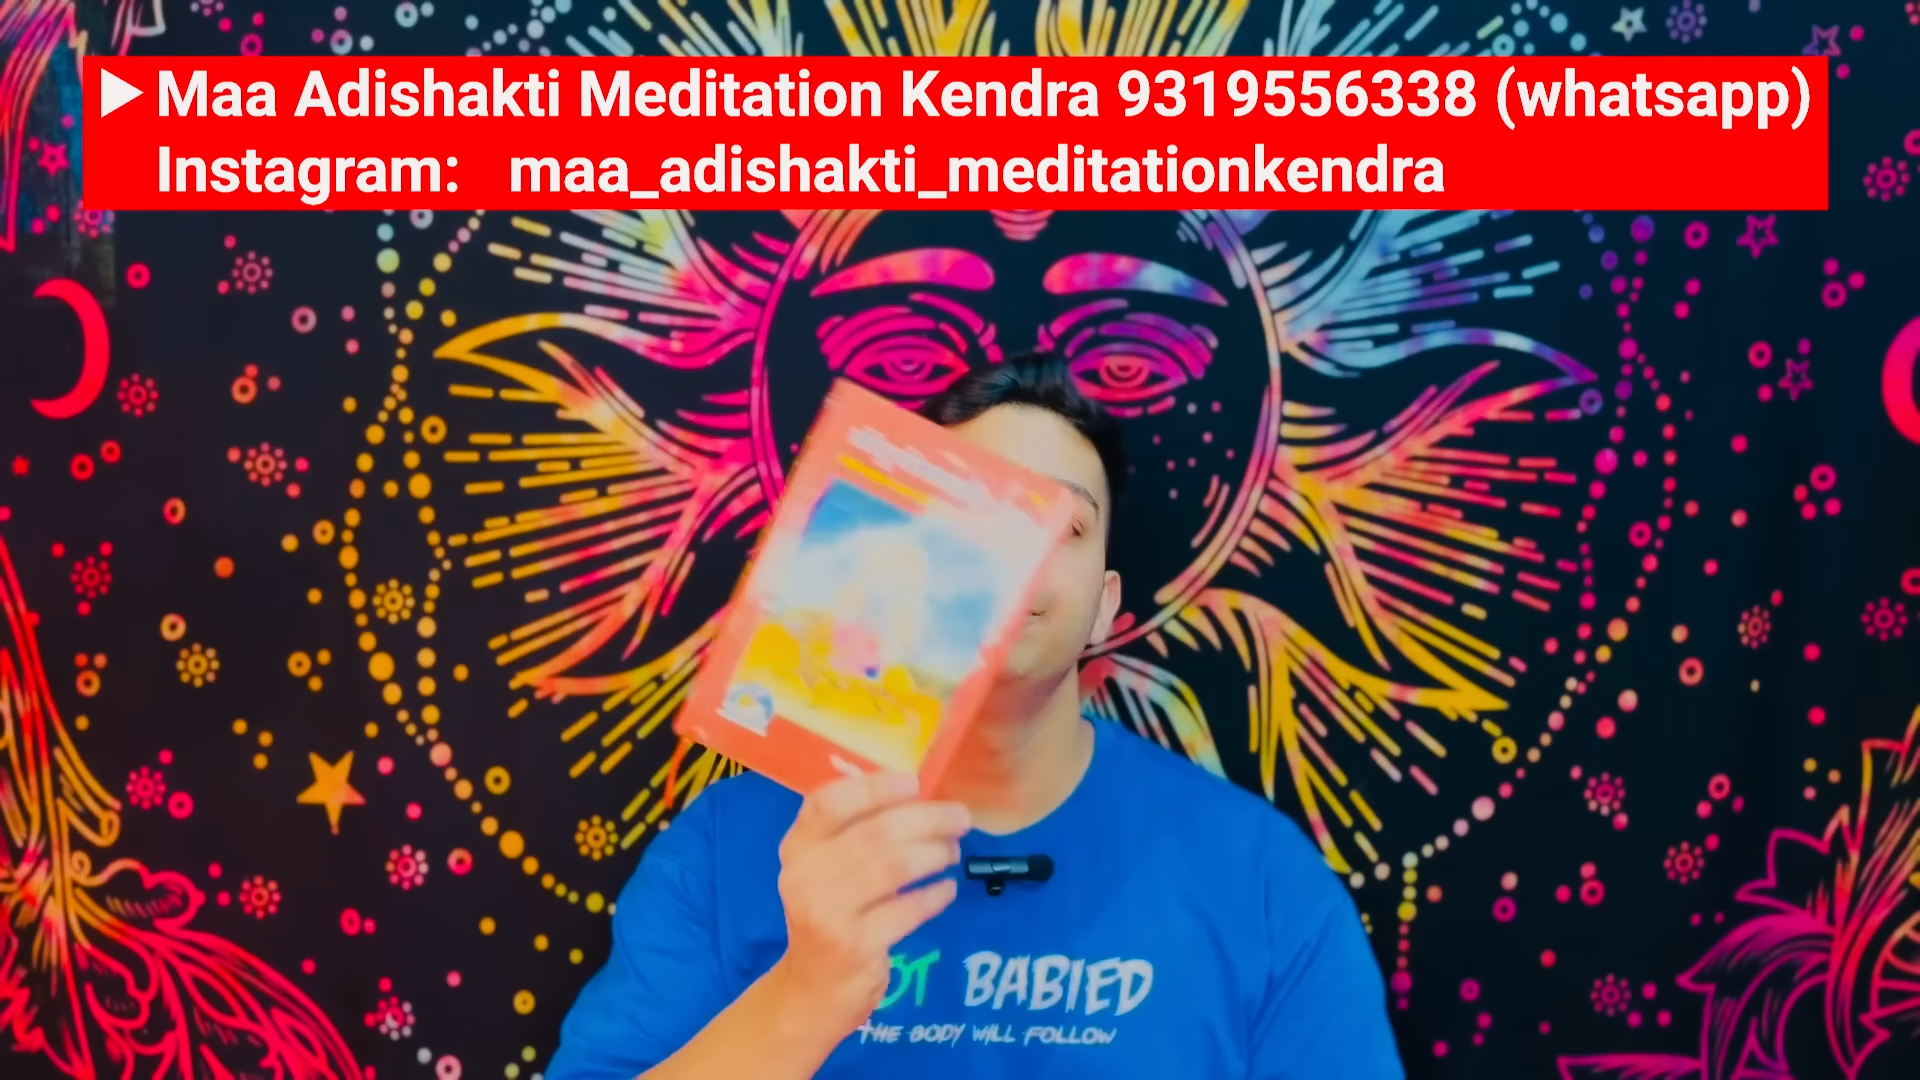 Maa Adishakti Meditation Kendra 9319556338 (whatsapp)
Instagram: maa_adishakti_meditationkendra
BABIED
THE BODY WILL FOLLOW